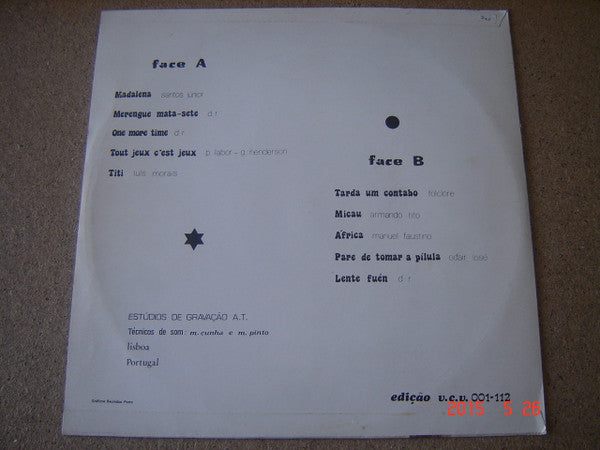 face A
Madalena santos júnior
Merengue mata-sete d r
One more time d r
Tout jeux c'est jeux p. labor - g. henderson
Titi luís morais
face B
Tarda um contabo folclore
Micau armando tito
Africa manuel faustino
Pare de tomar a pilula odair josé
Lente fuén d r
ESTÚDIOS DE GRAVAÇÃO A.T.
Técnicos de som: m. cunha e m. pinto
lisboa
Portugal
edição v.c.v. 001-112
2015 5 26